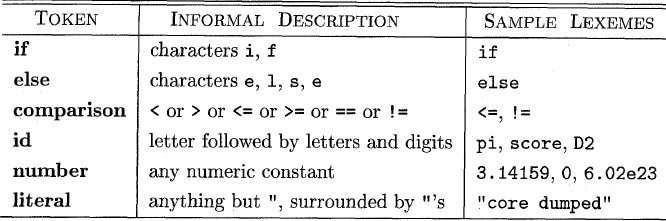 TOKEN INFORMAL DESCRIPTION SAMPLE LEXEMES
if characters i, f if
else characters e, l, s, e else
comparison < or > or <= or >= or == or != <=, !=
id letter followed by letters and digits pi, score, D2
number any numeric constant 3.14159, 0, 6.02e23
literal anything but ", surrounded by "'s "core dumped"